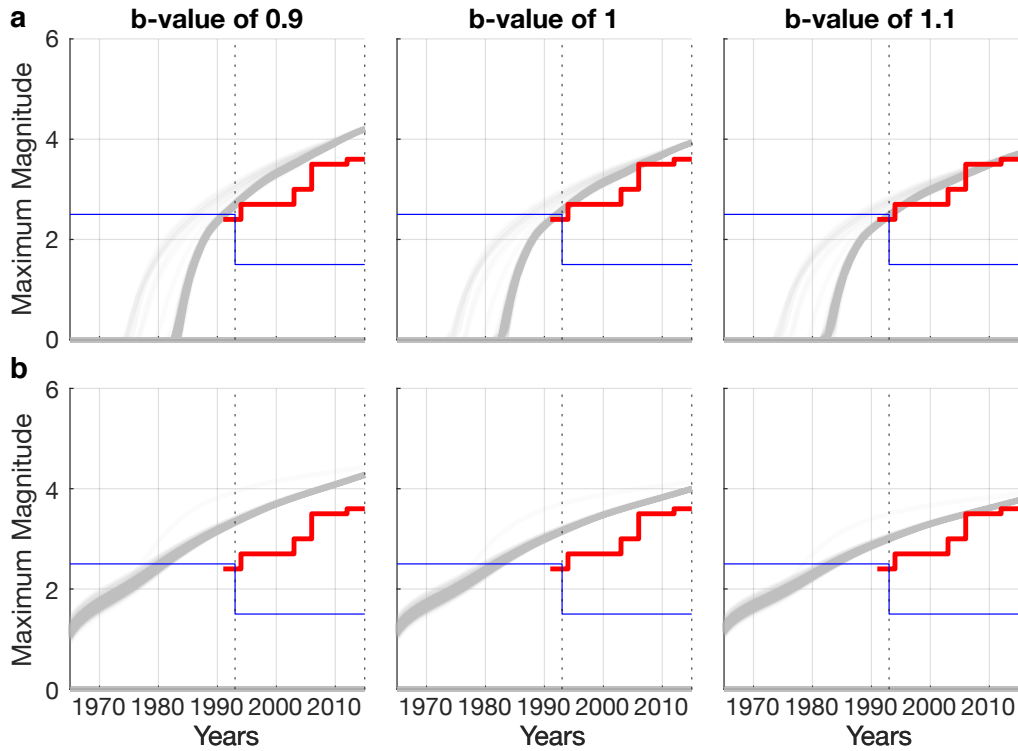 a
b-value of 0.9 b-value of 1 b-value of 1.1
6
4
2
0
Maximum Magnitude
b
6
4
2
0
Maximum Magnitude
1970 1980 1990 2000 2010 1970 1980 1990 2000 2010 1970 1980 1990 2000 2010
Years Years Years